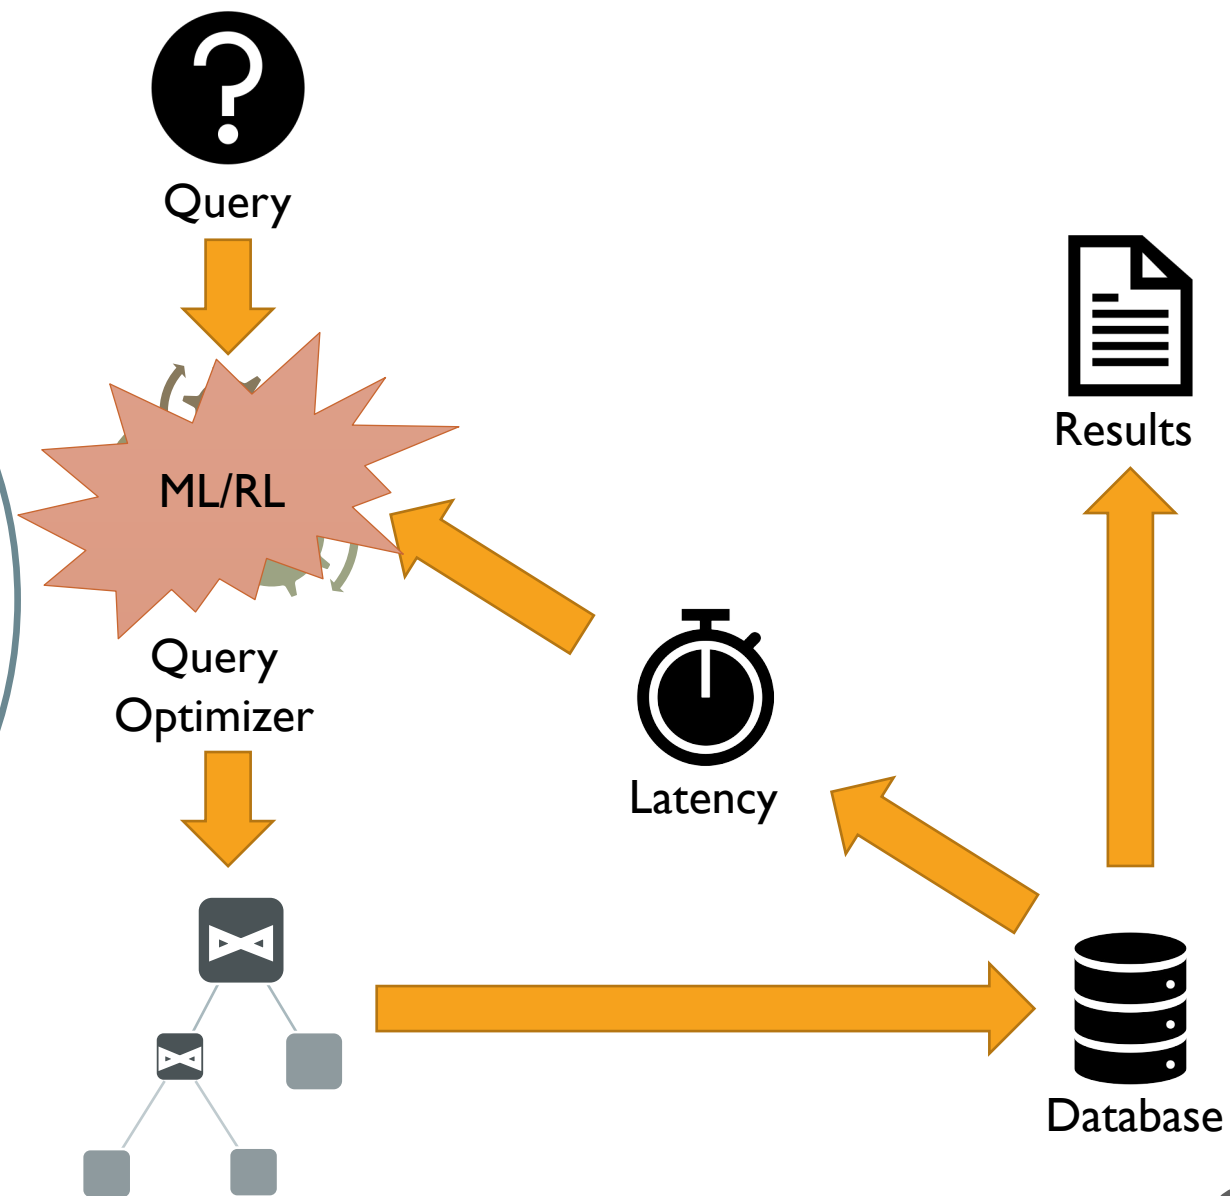 Query
ML/RL
Query
Optimizer
Latency
Results
Database